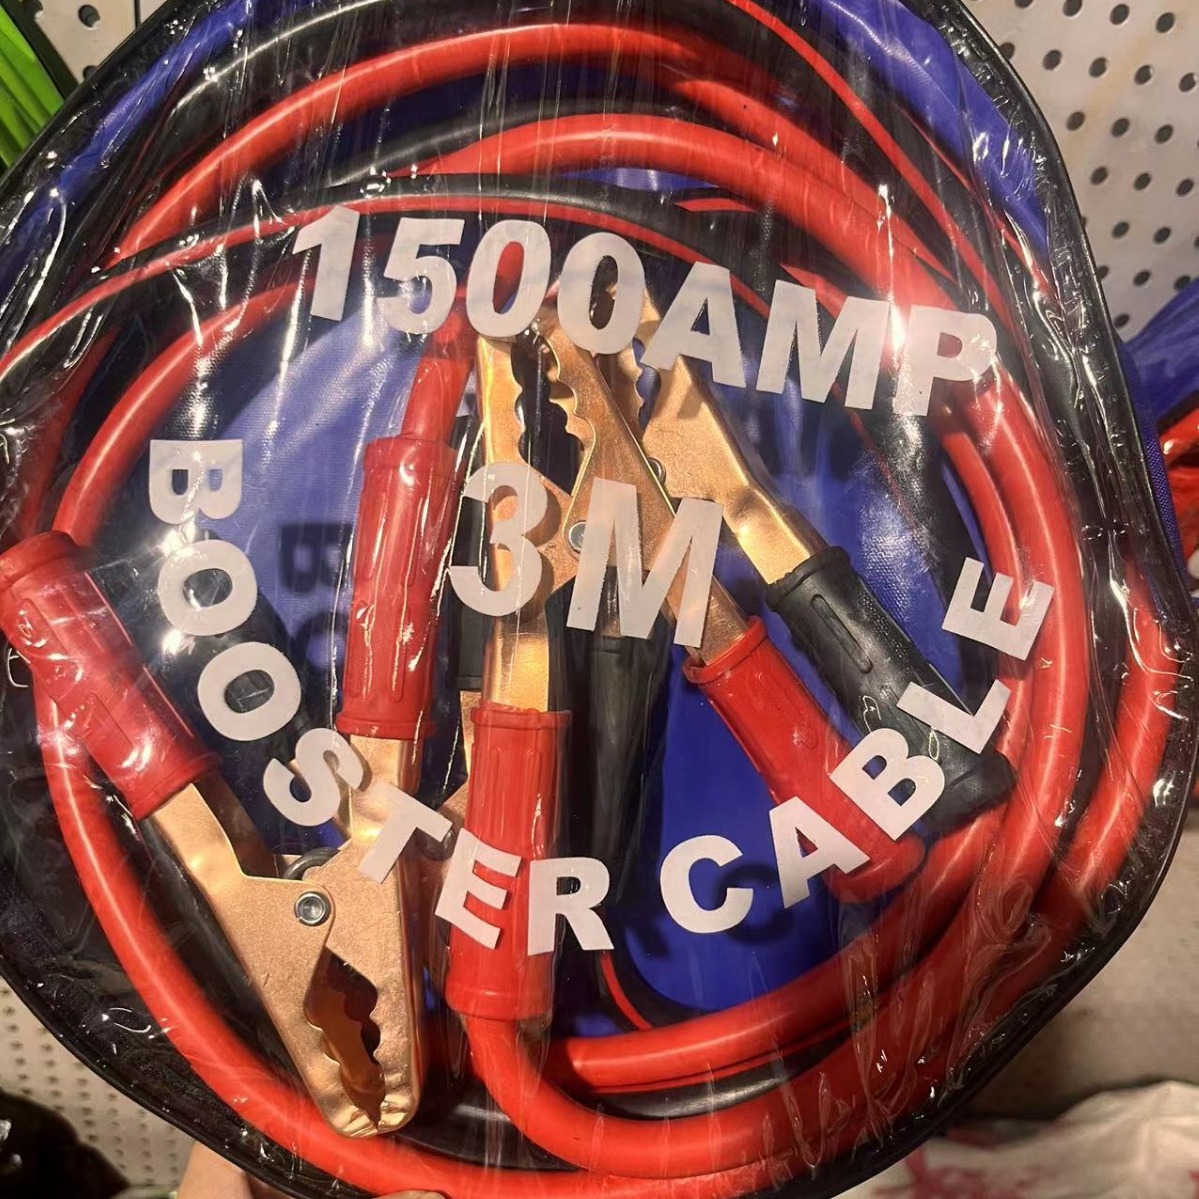 1500AMP
3M
BOOSTER CABLE